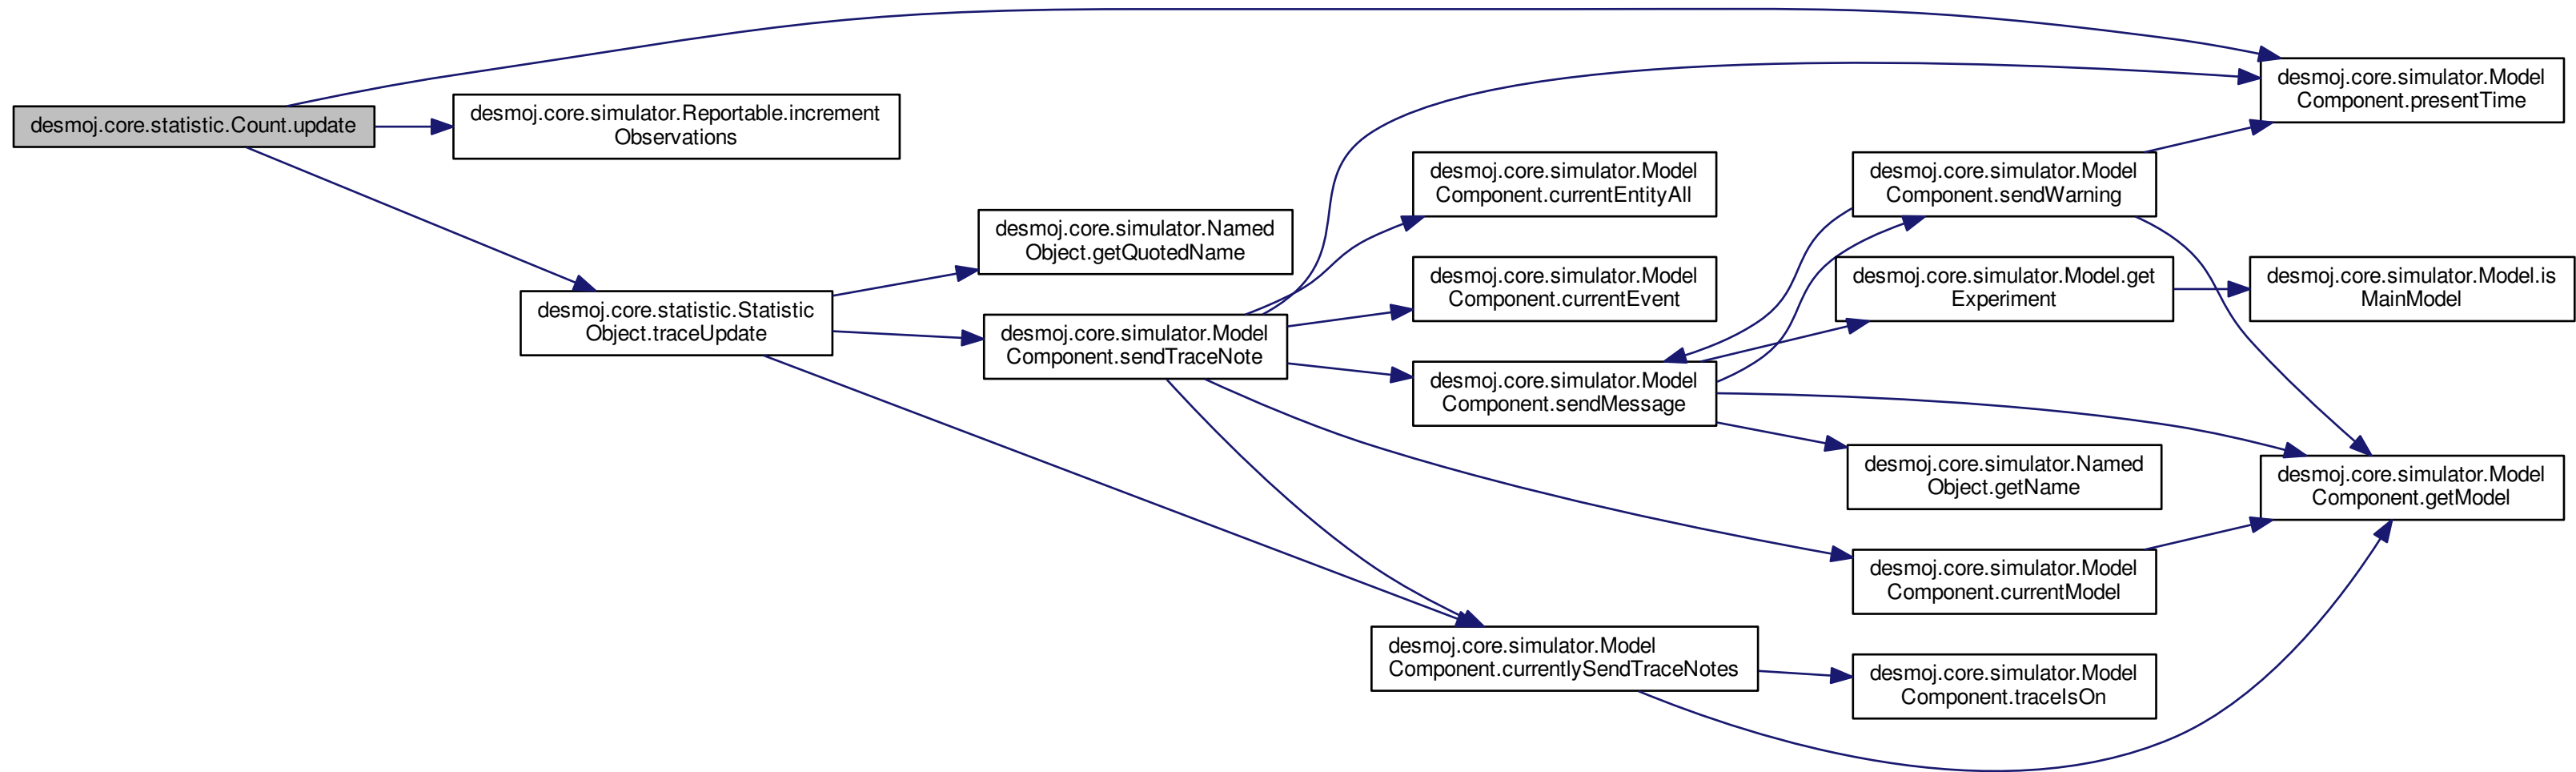 desmoj.core.statistic.Count.update
desmoj.core.simulator.Reportable.increment
Observations
desmoj.core.statistic.Statistic
Object.traceUpdate
desmoj.core.simulator.Named
Object.getQuotedName
desmoj.core.simulator.Model
Component.sendTraceNote
desmoj.core.simulator.Model
Component.currentEntityAll
desmoj.core.simulator.Model
Component.currentEvent
desmoj.core.simulator.Model
Component.sendMessage
desmoj.core.simulator.Model
Component.currentlySendTraceNotes
desmoj.core.simulator.Model
Component.sendWarning
desmoj.core.simulator.Model.get
Experiment
desmoj.core.simulator.Named
Object.getName
desmoj.core.simulator.Model
Component.currentModel
desmoj.core.simulator.Model
Component.traceIsOn
desmoj.core.simulator.Model
Component.presentTime
desmoj.core.simulator.Model.is
MainModel
desmoj.core.simulator.Model
Component.getModel